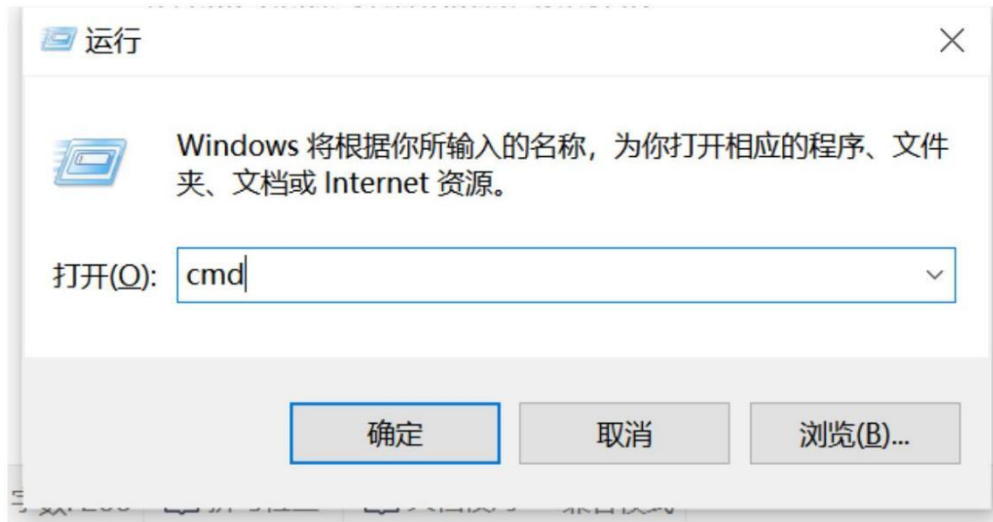 运行
Windows 将根据你所输入的名称，为你打开相应的程序、文件
夹、文档或 Internet 资源。
打开(O): cmd
确定 取消 浏览(B)...